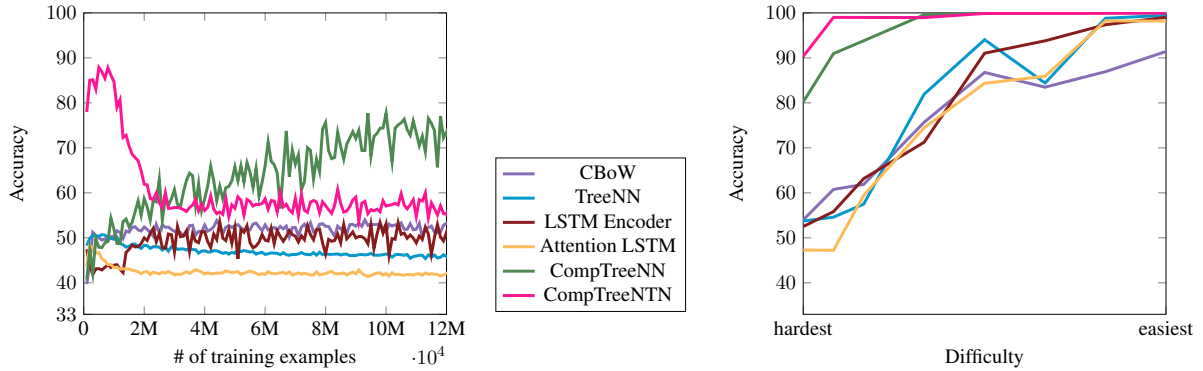 100
90
80
70
60
50
40
33
Accuracy
0
2M
4M
6M
8M
10M
12M
# of training examples
·10⁴
CBoW
TreeNN
LSTM Encoder
Attention LSTM
CompTreeNN
CompTreeNTN
100
90
80
70
60
50
40
33
Accuracy
hardest
easiest
Difficulty